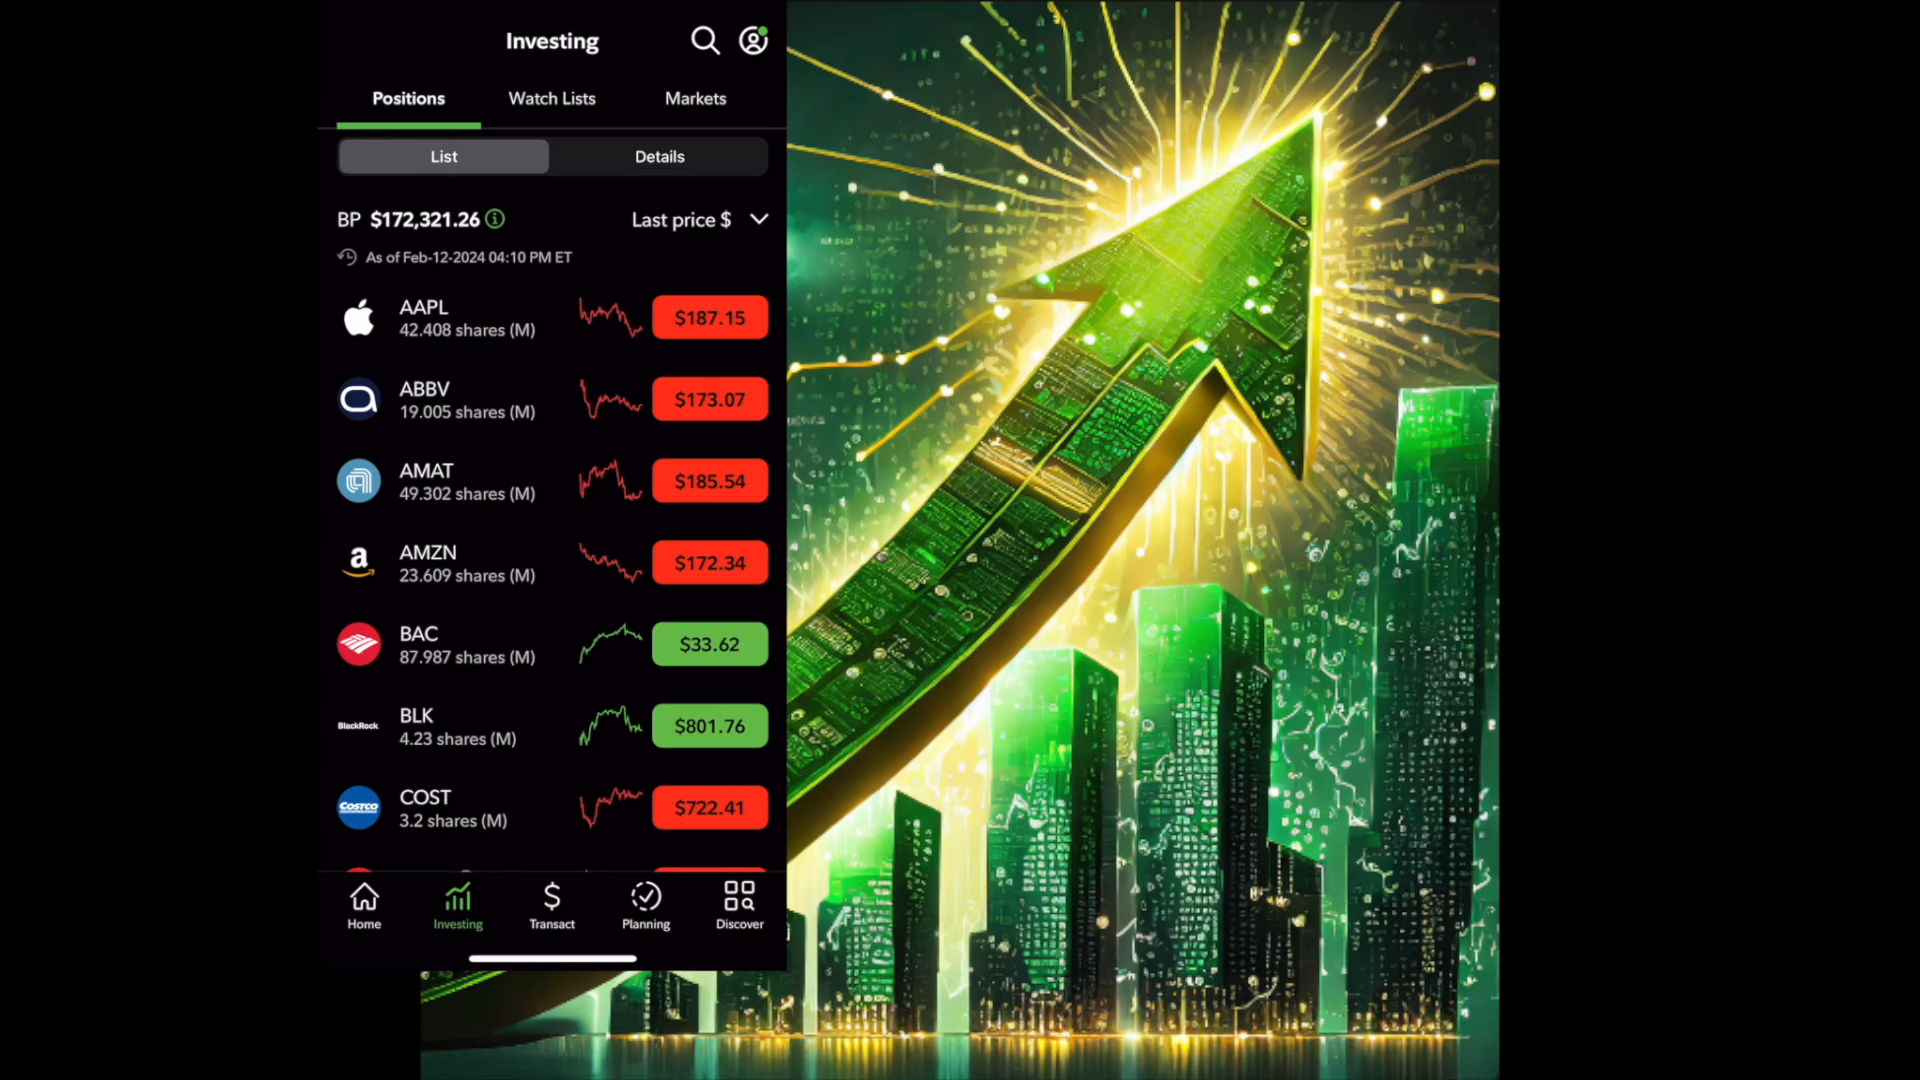 Investing
Positions Watch Lists Markets
List Details
BP $172,321.26 Last price $
As of Feb-12-2024 04:10 PM ET
AAPL
42.408 shares (M)
$187.15
ABBV
19.005 shares (M)
$173.07
AMAT
49.302 shares (M)
$185.54
a
AMZN
23.609 shares (M)
$172.34
BAC
87.987 shares (M)
$33.62
BlackRock
BLK
4.23 shares (M)
$801.76
COSTCO
COST
3.2 shares (M)
$722.41
Home Investing Transact Planning Discover